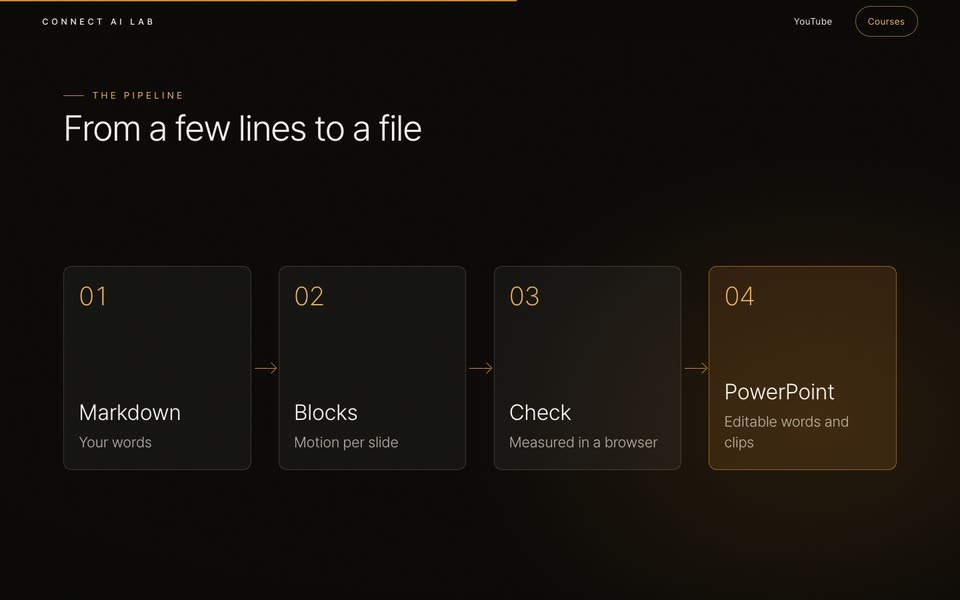 CONNECT AI LAB
YouTube
Courses
THE PIPELINE
From a few lines to a file
01
Markdown
Your words
02
Blocks
Motion per slide
03
Check
Measured in a browser
04
PowerPoint
Editable words and
clips